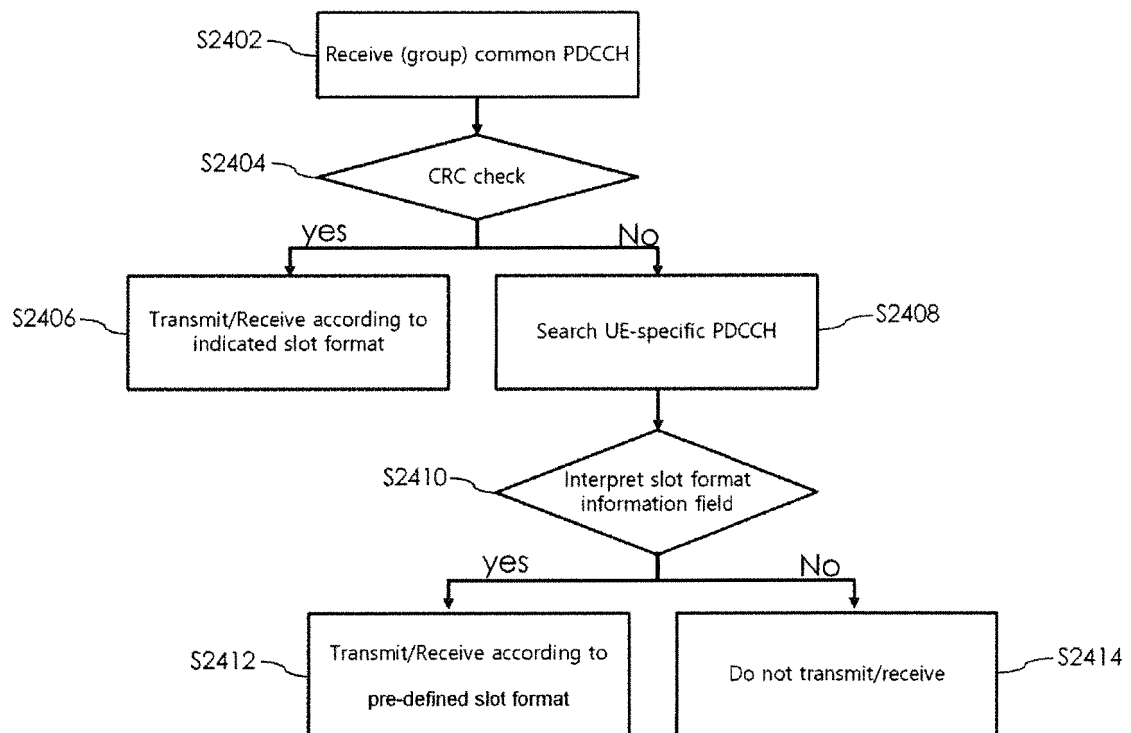 S2402
Receive (group) common PDCCH
S2404
CRC check
yes
No
S2406
Transmit/Receive according to
indicated slot format
Search UE-specific PDCCH
S2408
S2410
Interpret slot format
information field
yes
No
S2412
Transmit/Receive according to
pre-defined slot format
Do not transmit/receive
S2414